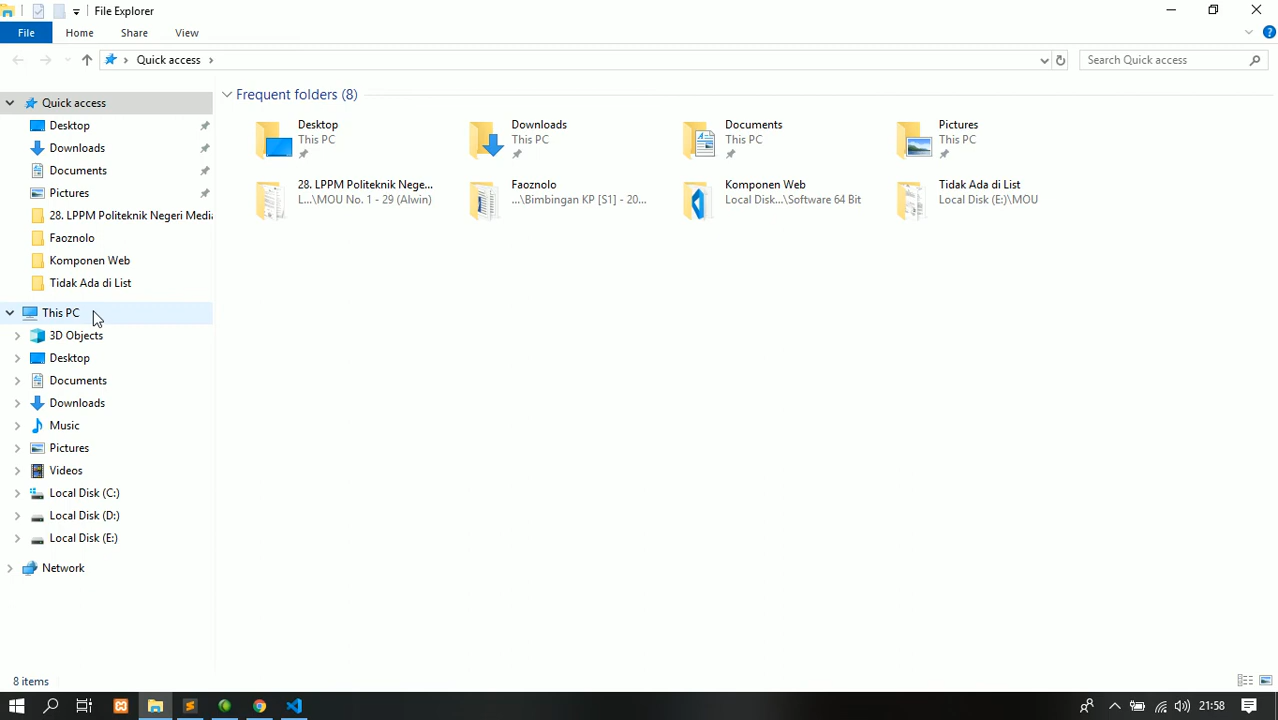 File Explorer
File Home Share View
Quick access
Search Quick access
Quick access
Desktop
Downloads
Documents
Pictures
28. LPPM Politeknik Negeri Media
Faoznolo
Komponen Web
Tidak Ada di List
This PC
3D Objects
Desktop
Documents
Downloads
Music
Pictures
Videos
Local Disk (C:)
Local Disk (D:)
Local Disk (E:)
Network
Frequent folders (8)
Desktop
This PC
Downloads
This PC
Documents
This PC
Pictures
This PC
28. LPPM Politeknik Nege...
L...\MOU No. 1 - 29 (Alwin)
Faoznolo
...\Bimbingan KP [S1] - 20...
Komponen Web
Local Disk...\Software 64 Bit
Tidak Ada di List
Local Disk (E:)\MOU
8 items
21:58